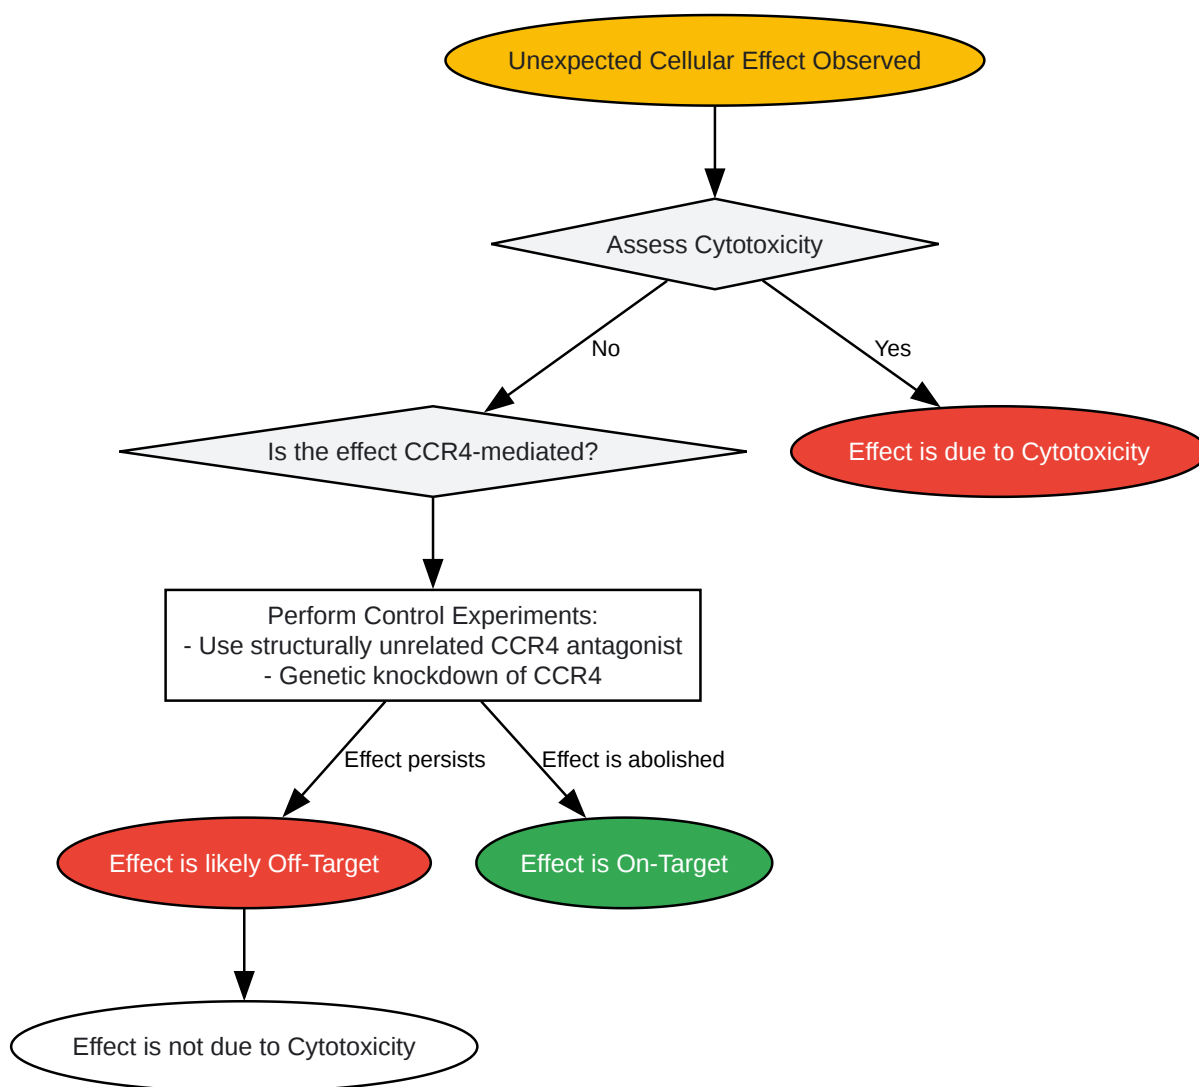 Unexpected Cellular Effect Observed
Assess Cytotoxicity
No
Yes
Is the effect CCR4-mediated?
Effect is due to Cytotoxicity
Perform Control Experiments:
- Use structurally unrelated CCR4 antagonist
- Genetic knockdown of CCR4
Effect persists
Effect is abolished
Effect is likely Off-Target
Effect is On-Target
Effect is not due to Cytotoxicity